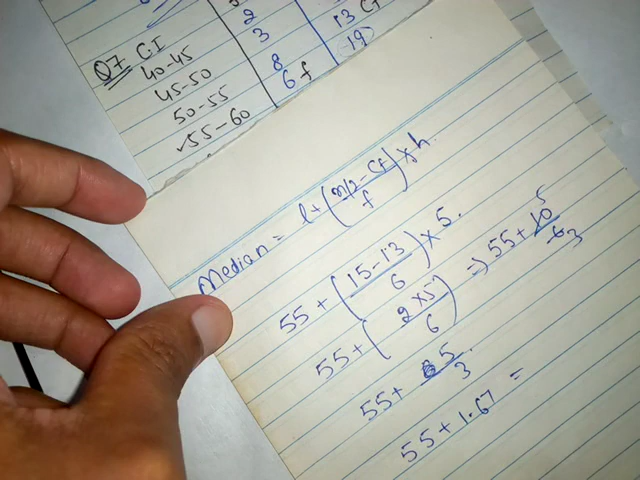 Q7 CI
40-45 2
45-50 3
50-55 8 13 Cf
✓55-60 6 f (19)
Median = l + (n/2 - Cf / f) × h
55 + (15-13 / 6) × 5.
55 + (2×5 / 6) => 55 + 10 5 / 6 3
55 + 5 / 3
55 + 1.67 =